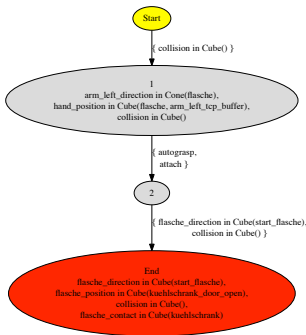 Start
{ collision in Cube() }
1
arm_left_direction in Cone(flasche),
hand_position in Cube(flasche, arm_left_tcp_buffer),
collision in Cube()
{ autograsp,
attach }
2
{ flasche_direction in Cube(start_flasche),
collision in Cube() }
End
flasche_direction in Cube(start_flasche),
flasche_position in Cube(kuehlschrank_door_open),
collision in Cube(),
flasche_contact in Cube(kuehlschrank)